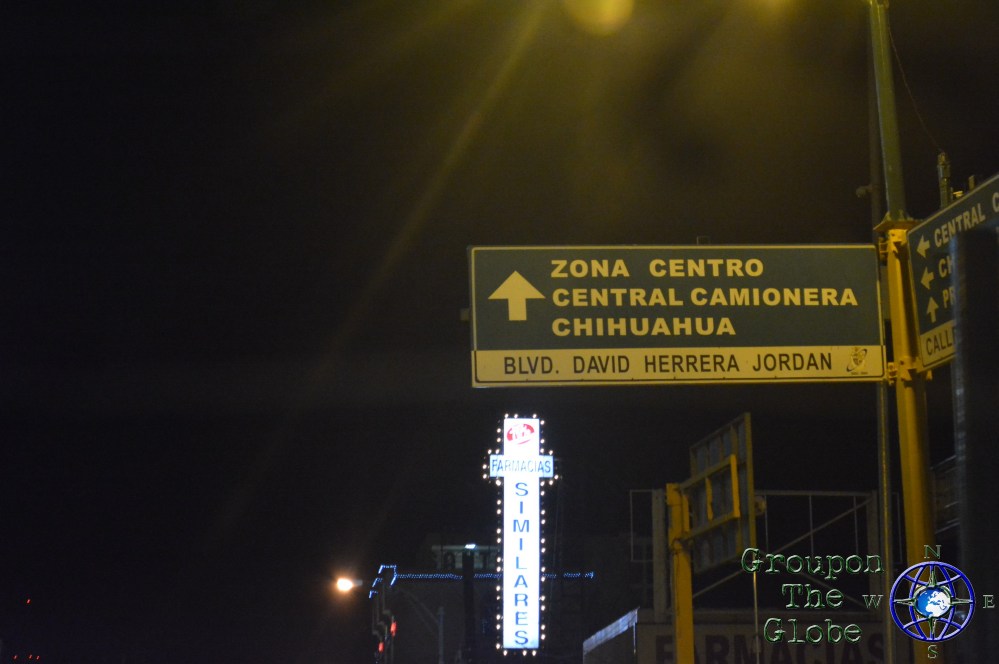 ZONA CENTRO
CENTRAL CAMIONERA
CHIHUAHUA
BLVD. DAVID HERRERA JORDAN
CENTRAL
FARMACIAS
SIMILARES
FARMACIAS
Groupon
The
Globe
N
W E
S